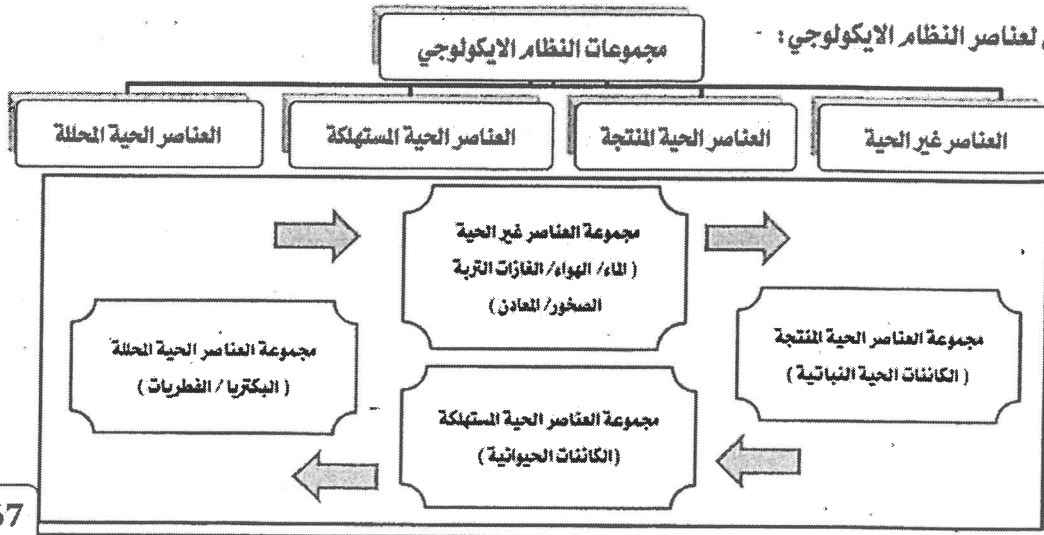 لعناصر النظام الايكولوجي:
مجموعات النظام الايكولوجي
العناصر غير الحية
العناصر الحية المنتجة
العناصر الحية المستهلكة
العناصر الحية المحللة
مجموعة العناصر غير الحية
( الماء/ الهواء/ الغازات التربة
الصخور/ المعادن )
مجموعة العناصر الحية المنتجة
( الكائنات الحية النباتية )
مجموعة العناصر الحية المستهلكة
(الكائنات الحيوانية )
مجموعة العناصر الحية المحللة
( البكتريا / الفطريات )
67